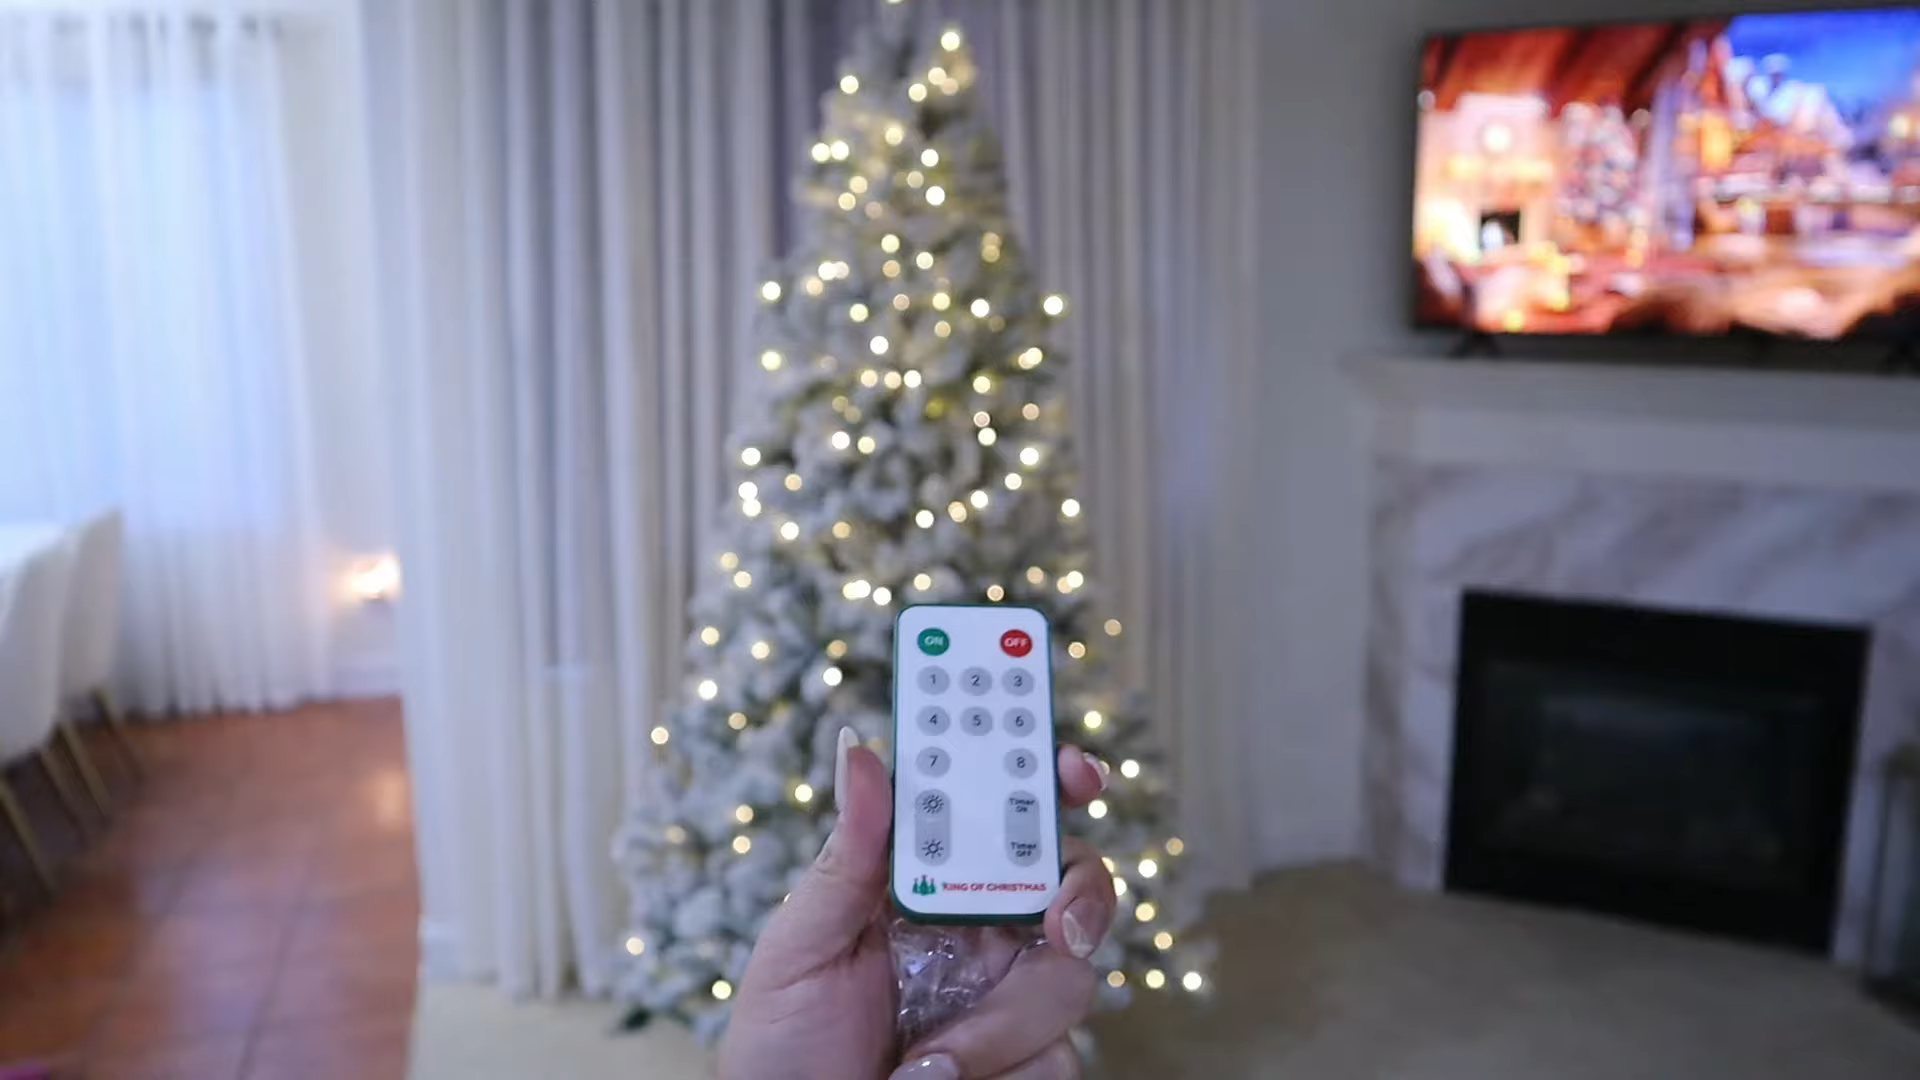 ON OFF
1 2 3
4 5 6
7 8
Timer
ON
Timer
OFF
KING OF CHRISTMAS